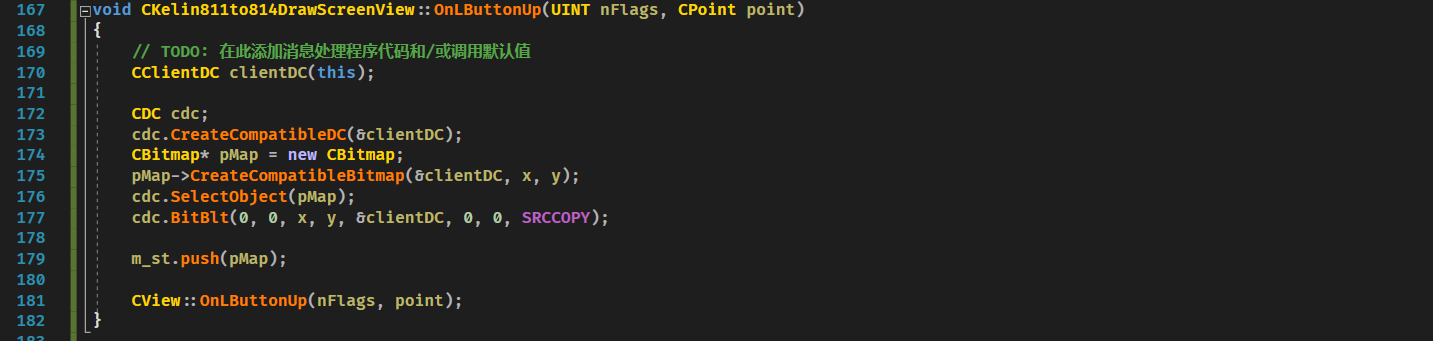 167 void CKelin811to814DrawScreenView::OnLButtonUp(UINT nFlags, CPoint point)
168 {
169 // TODO: 在此添加消息处理程序代码和/或调用默认值
170 CClientDC clientDC(this);
171
172 CDC cdc;
173 cdc.CreateCompatibleDC(&clientDC);
174 CBitmap* pMap = new CBitmap;
175 pMap->CreateCompatibleBitmap(&clientDC, x, y);
176 cdc.SelectObject(pMap);
177 cdc.BitBlt(0, 0, x, y, &clientDC, 0, 0, SRCCOPY);
178
179 m_st.push(pMap);
180
181 CView::OnLButtonUp(nFlags, point);
182 }
183